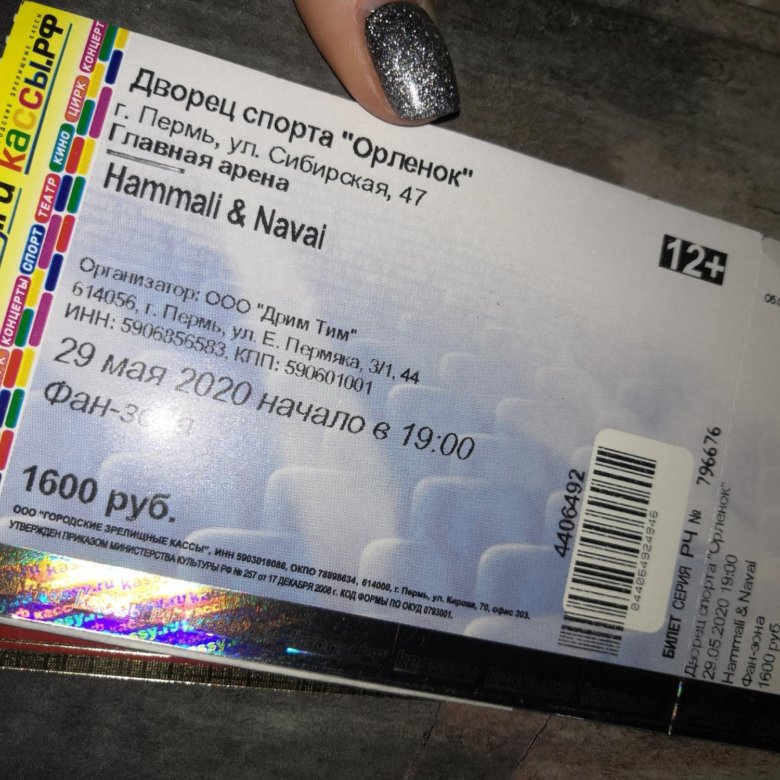 кассы.РФ
КОНЦЕРТЫ СПОРТ ТЕАТР КИНО ЦИРК КОНЦЕРТ
Дворец спорта "Орленок"
г. Пермь, ул. Сибирская, 47
Главная арена
Hammali & Navai
12+
Организатор: ООО "Дрим Тим"
614056, г. Пермь, ул. Е. Пермяка, 3/1, 44
ИНН: 5906856583, КПП: 590601001
29 мая 2020 начало в 19:00
Фан-зона
1600 руб.
ООО "ГОРОДСКИЕ ЗРЕЛИЩНЫЕ КАССЫ", ИНН 5903018086, ОКПО 78898634, 614000, г. Пермь, ул. Кирова, 70, офис 303.
УТВЕРЖДЕН ПРИКАЗОМ МИНИСТЕРСТВА КУЛЬТУРЫ РФ № 257 от 17 ДЕКАБРЯ 2008 г. КОД ФОРМЫ ПО ОКУД 0793001.
4406492
044064924946
БИЛЕТ СЕРИЯ РЧ № 796676
Дворец спорта "Орленок"
29.05.2020 19:00
Hammali & Navai
Фан-зона
1600 руб